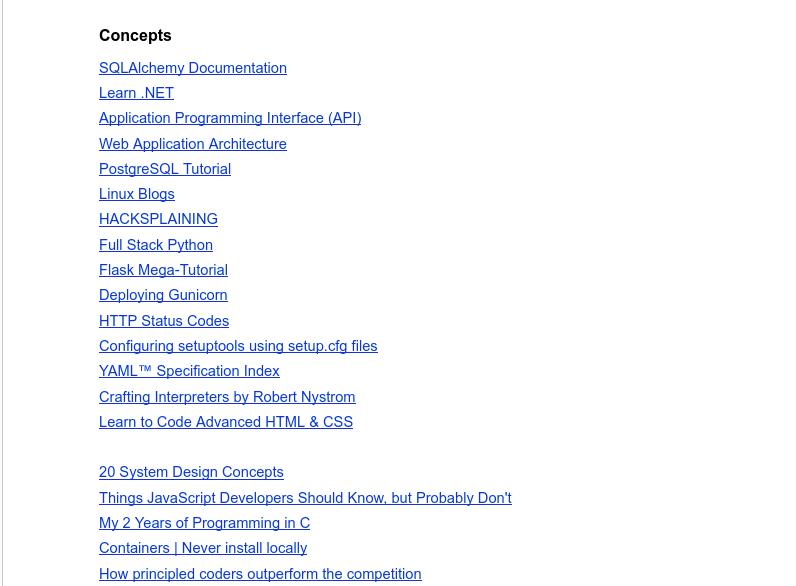 Concepts
SQLAlchemy Documentation
Learn .NET
Application Programming Interface (API)
Web Application Architecture
PostgreSQL Tutorial
Linux Blogs
HACKSPLAINING
Full Stack Python
Flask Mega-Tutorial
Deploying Gunicorn
HTTP Status Codes
Configuring setuptools using setup.cfg files
YAML™ Specification Index
Crafting Interpreters by Robert Nystrom
Learn to Code Advanced HTML & CSS
20 System Design Concepts
Things JavaScript Developers Should Know, but Probably Don't
My 2 Years of Programming in C
Containers | Never install locally
How principled coders outperform the competition